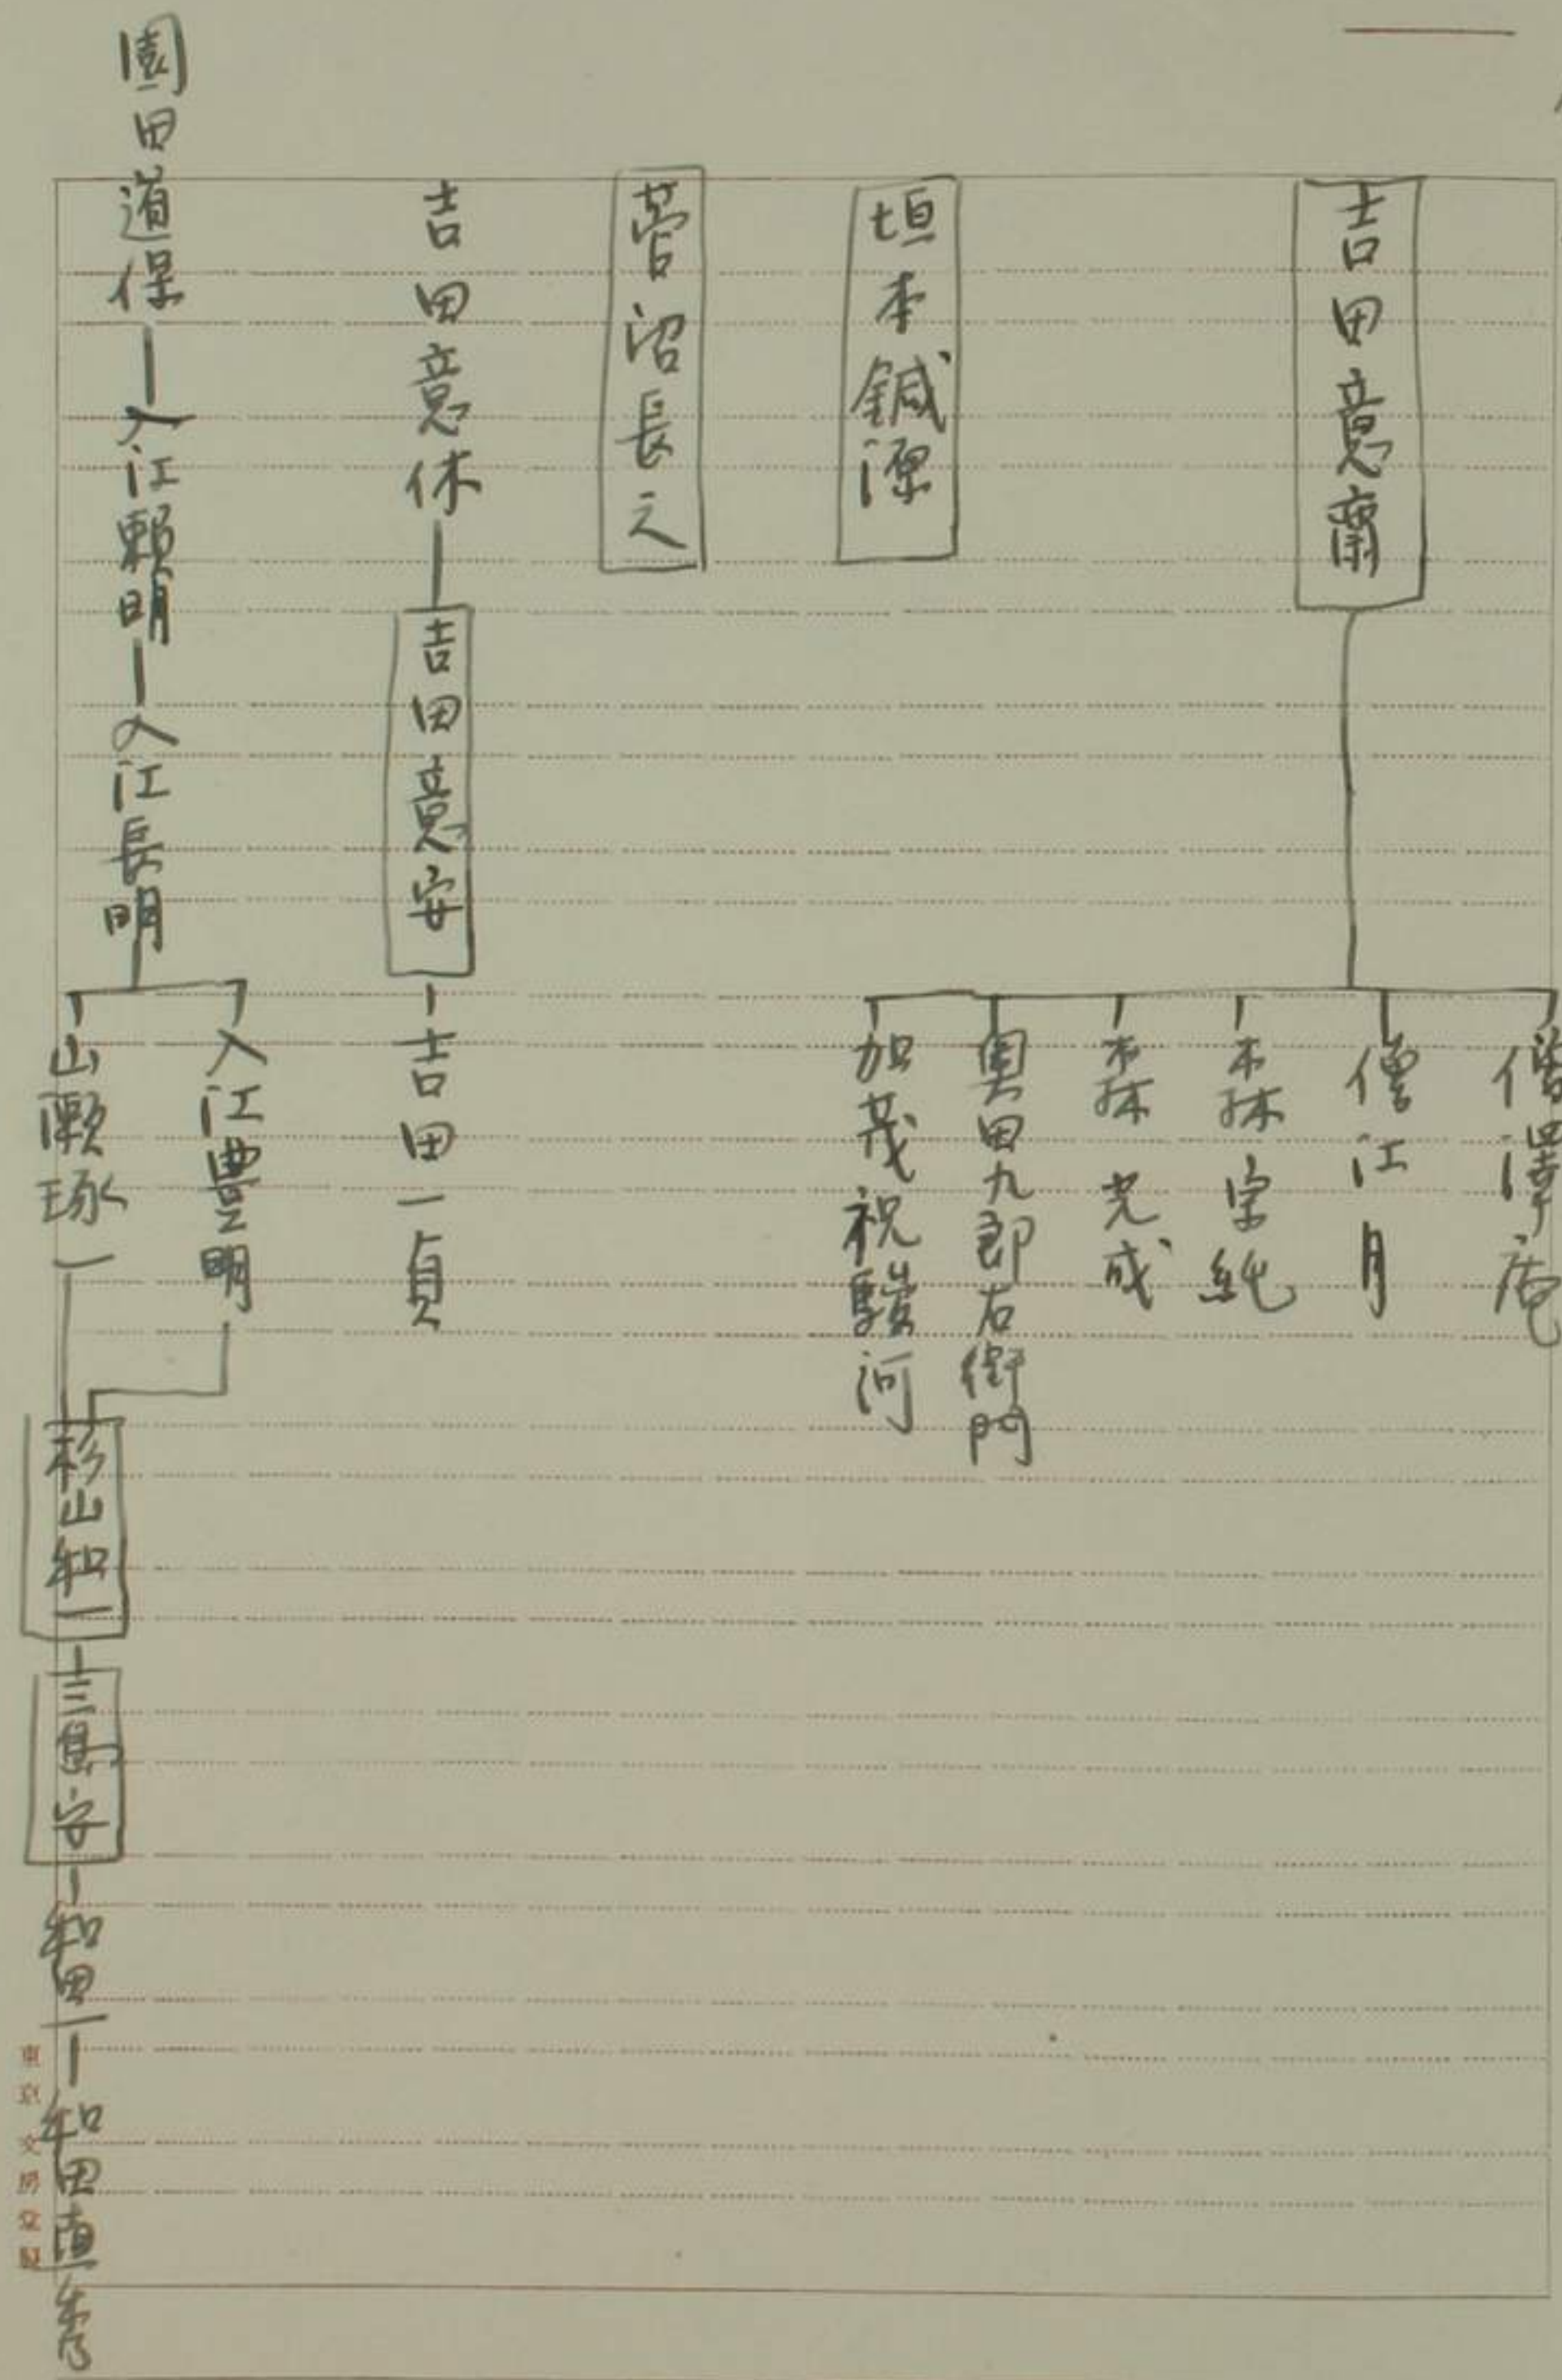 吉田意齋
僧澤庵
僧江月
森宗純
森光成
奥田九郎右衛門
加茂祝駿河
垣本鍼源
菅沼長之
吉田意休
吉田意安
吉田一貞
園田道保
入江頼明
入江長明
入江豊明
山瀬琢一
杉山和一
三島安一
和田一
和田直秀
東京文房堂製